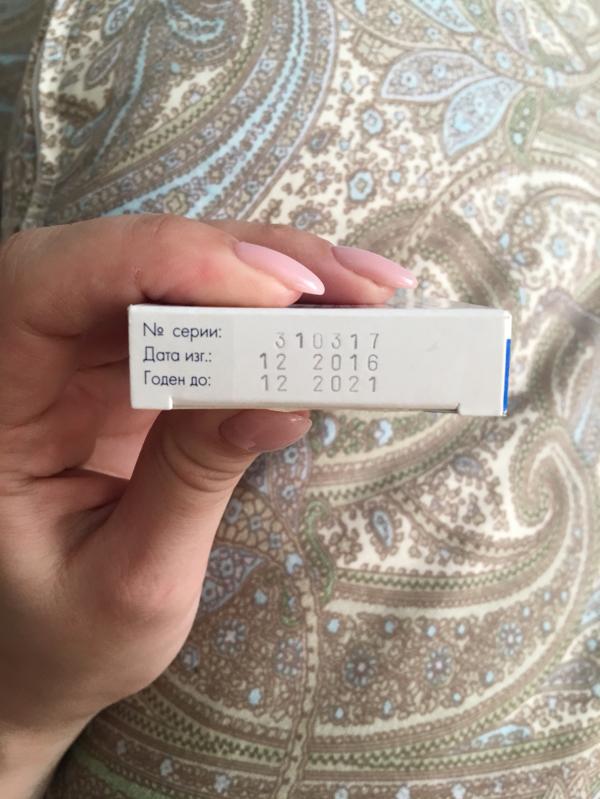 № серии: 310317
Дата изг.: 12 2016
Годен до: 12 2021